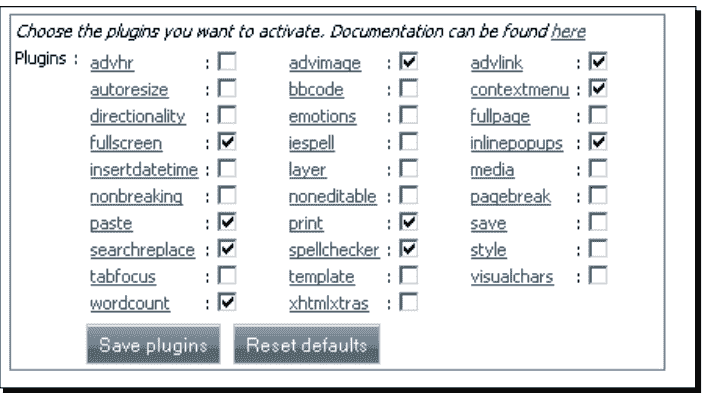 Choose the plugins you want to activate. Documentation can be found here
Plugins : advhr : advimage : advlink :
autoresize : bbcode : contextmenu :
directionality : emotions : fullpage :
fullscreen : iespell : inlinepopups :
insertdatetime : layer : media :
nonbreaking : noneditable : pagebreak :
paste : print : save :
searchreplace : spellchecker : style :
tabfocus : template : visualchars :
wordcount : xhtmlxtras :
Save plugins Reset defaults